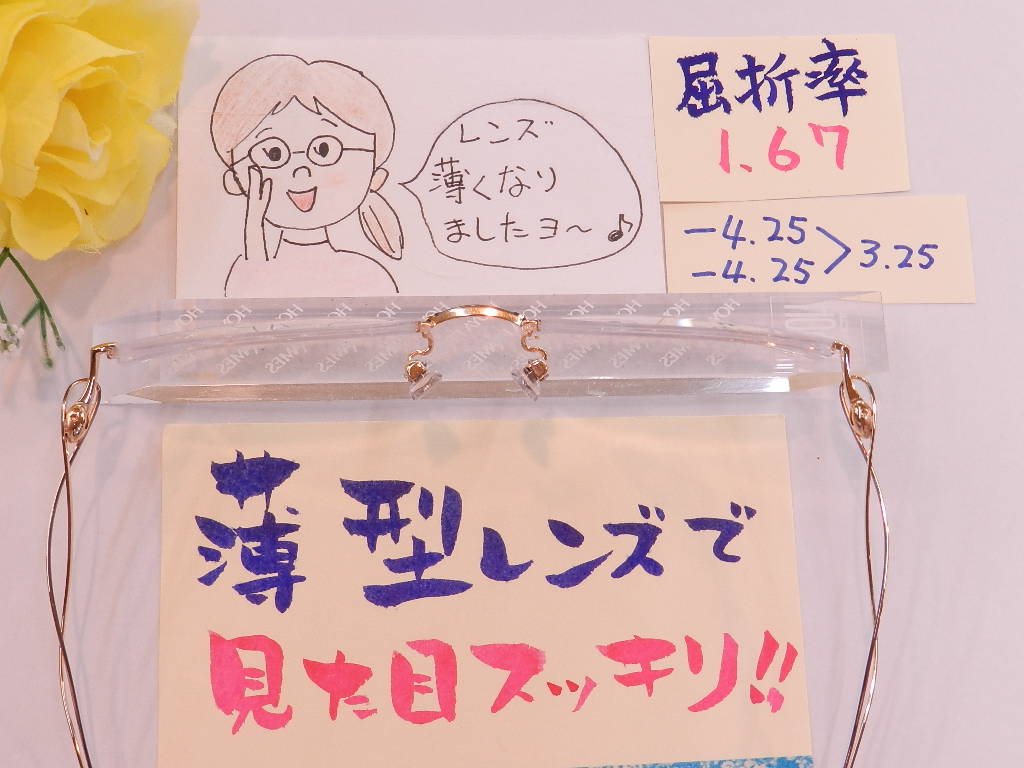 レンズ
薄くなり
ましたヨ〜♪
屈折率
1.67
-4.25
-4.25 > 3.25
薄型レンズで
見た目スッキリ!!